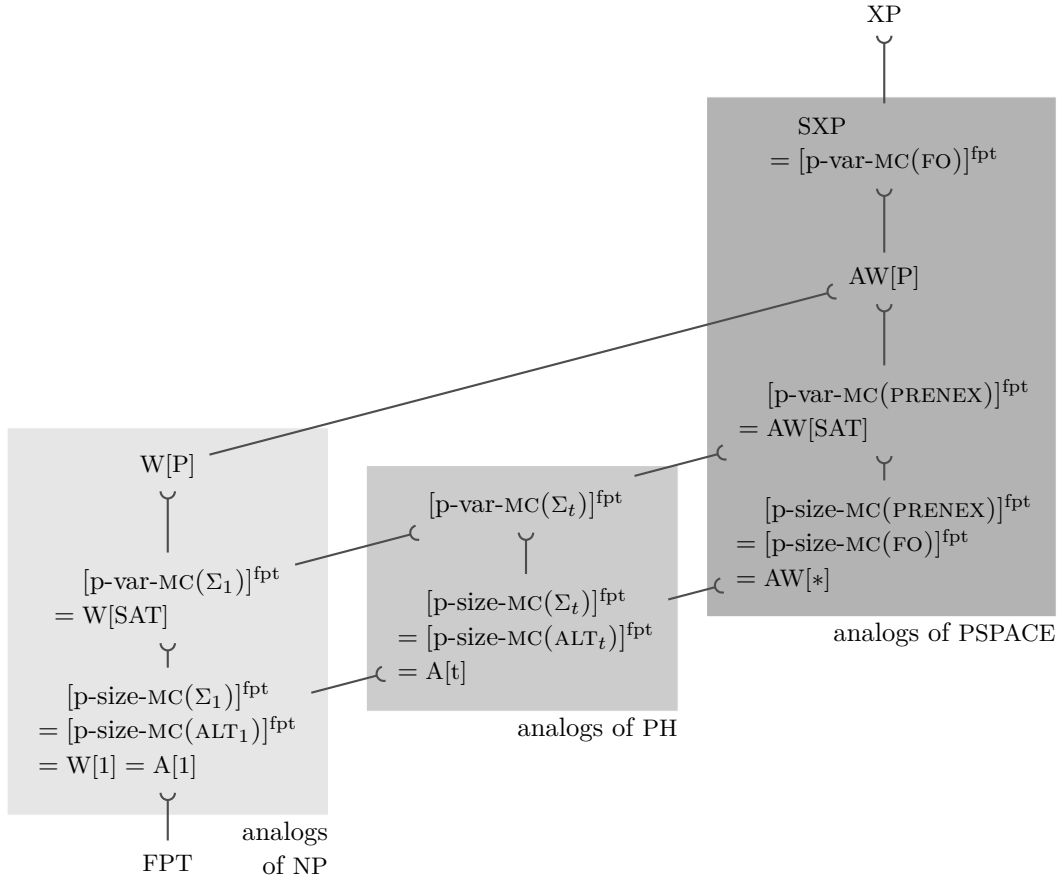 XP
SXP
= [p-var-MC(FO)]^fpt
AW[P]
[p-var-MC(PRENEX)]^fpt
= AW[SAT]
[p-size-MC(PRENEX)]^fpt
= [p-size-MC(FO)]^fpt
= AW[∗]
analogs of PSPACE
[p-var-MC(Σ_t)]^fpt
[p-size-MC(Σ_t)]^fpt
= [p-size-MC(ALT_t)]^fpt
= A[t]
analogs of PH
W[P]
[p-var-MC(Σ_1)]^fpt
= W[SAT]
[p-size-MC(Σ_1)]^fpt
= [p-size-MC(ALT_1)]^fpt
= W[1] = A[1]
analogs
of NP
FPT